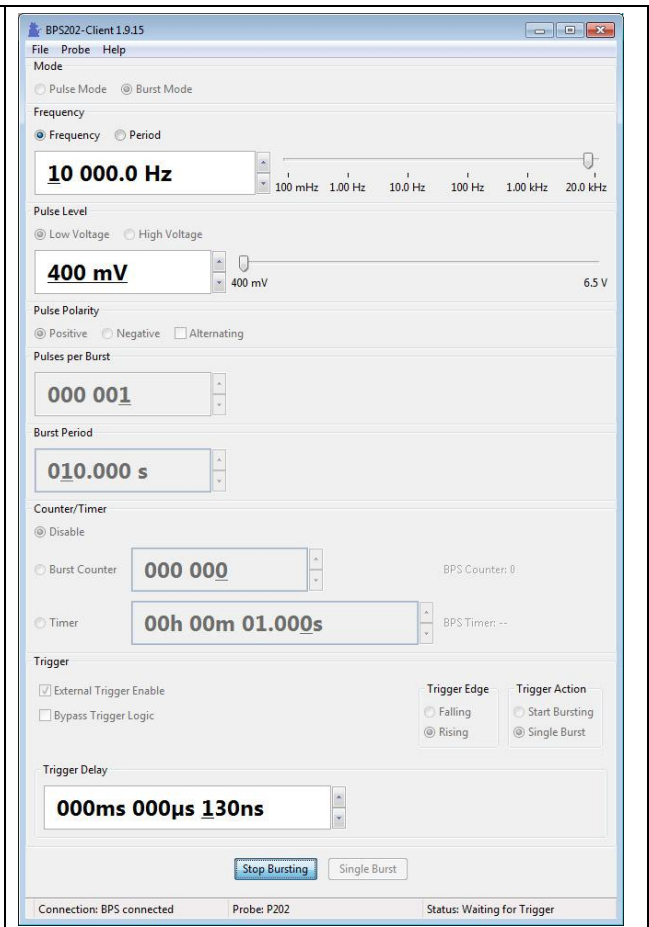 BPS202-Client 1.9.15
File Probe Help
Mode
Pulse Mode Burst Mode
Frequency
Frequency Period
10 000.0 Hz
100 mHz 1.00 Hz 10.0 Hz 100 Hz 1.00 kHz 20.0 kHz
Pulse Level
Low Voltage High Voltage
400 mV
400 mV 6.5 V
Pulse Polarity
Positive Negative Alternating
Pulses per Burst
000 001
Burst Period
010.000 s
Counter/Timer
Disable
Burst Counter 000 000 BPS Counter: 0
Timer 00h 00m 01.000s BPS Timer: --
Trigger
External Trigger Enable
Bypass Trigger Logic
Trigger Edge
Falling
Rising
Trigger Action
Start Bursting
Single Burst
Trigger Delay
000ms 000µs 130ns
Stop Bursting Single Burst
Connection: BPS connected Probe: P202 Status: Waiting for Trigger